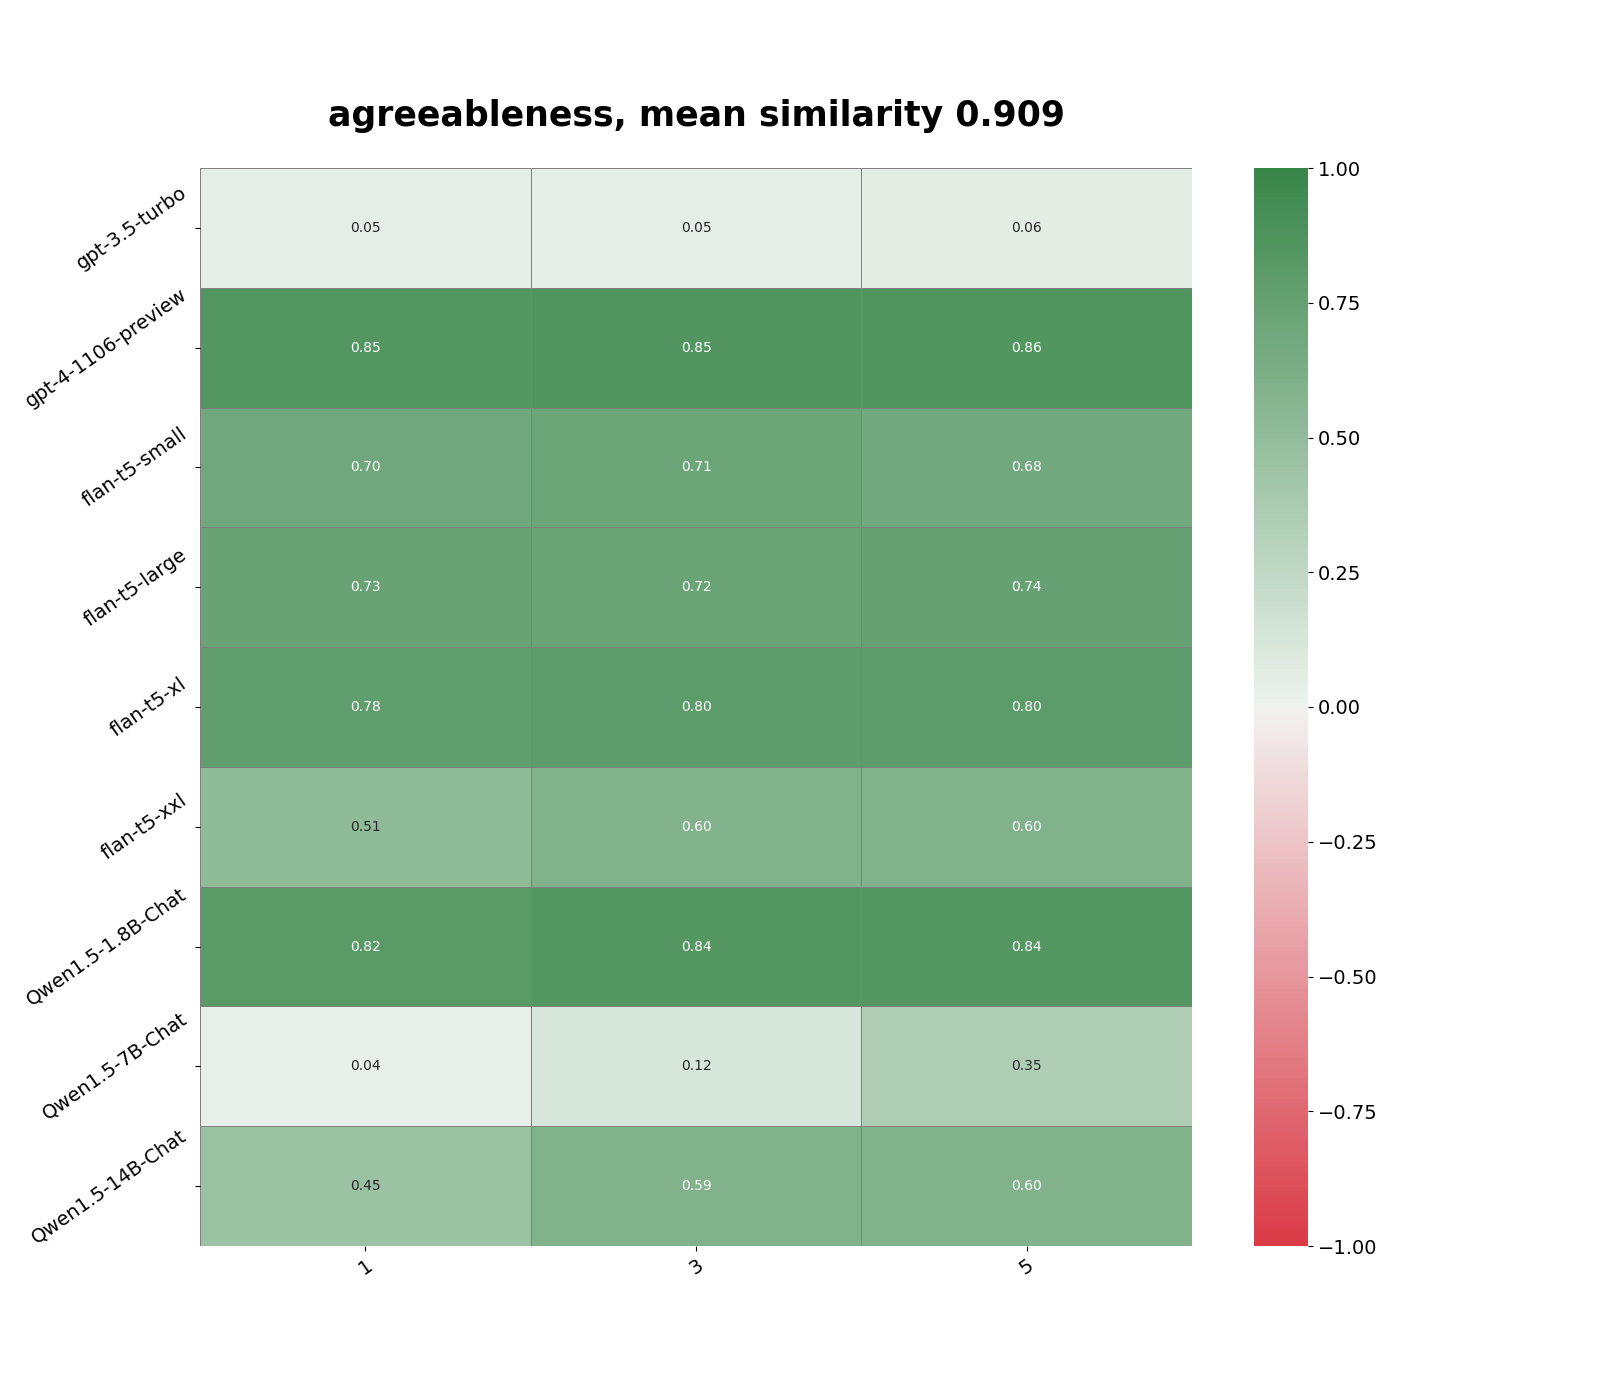 agreeableness, mean similarity 0.909
gpt-3.5-turbo 0.05 0.05 0.06
gpt-4-1106-preview 0.85 0.85 0.86
flan-t5-small 0.70 0.71 0.68
flan-t5-large 0.73 0.72 0.74
flan-t5-xl 0.78 0.80 0.80
flan-t5-xxl 0.51 0.60 0.60
Qwen1.5-1.8B-Chat 0.82 0.84 0.84
Qwen1.5-7B-Chat 0.04 0.12 0.35
Qwen1.5-14B-Chat 0.45 0.59 0.60
1 3 5
1.00
0.75
0.50
0.25
0.00
−0.25
−0.50
−0.75
−1.00